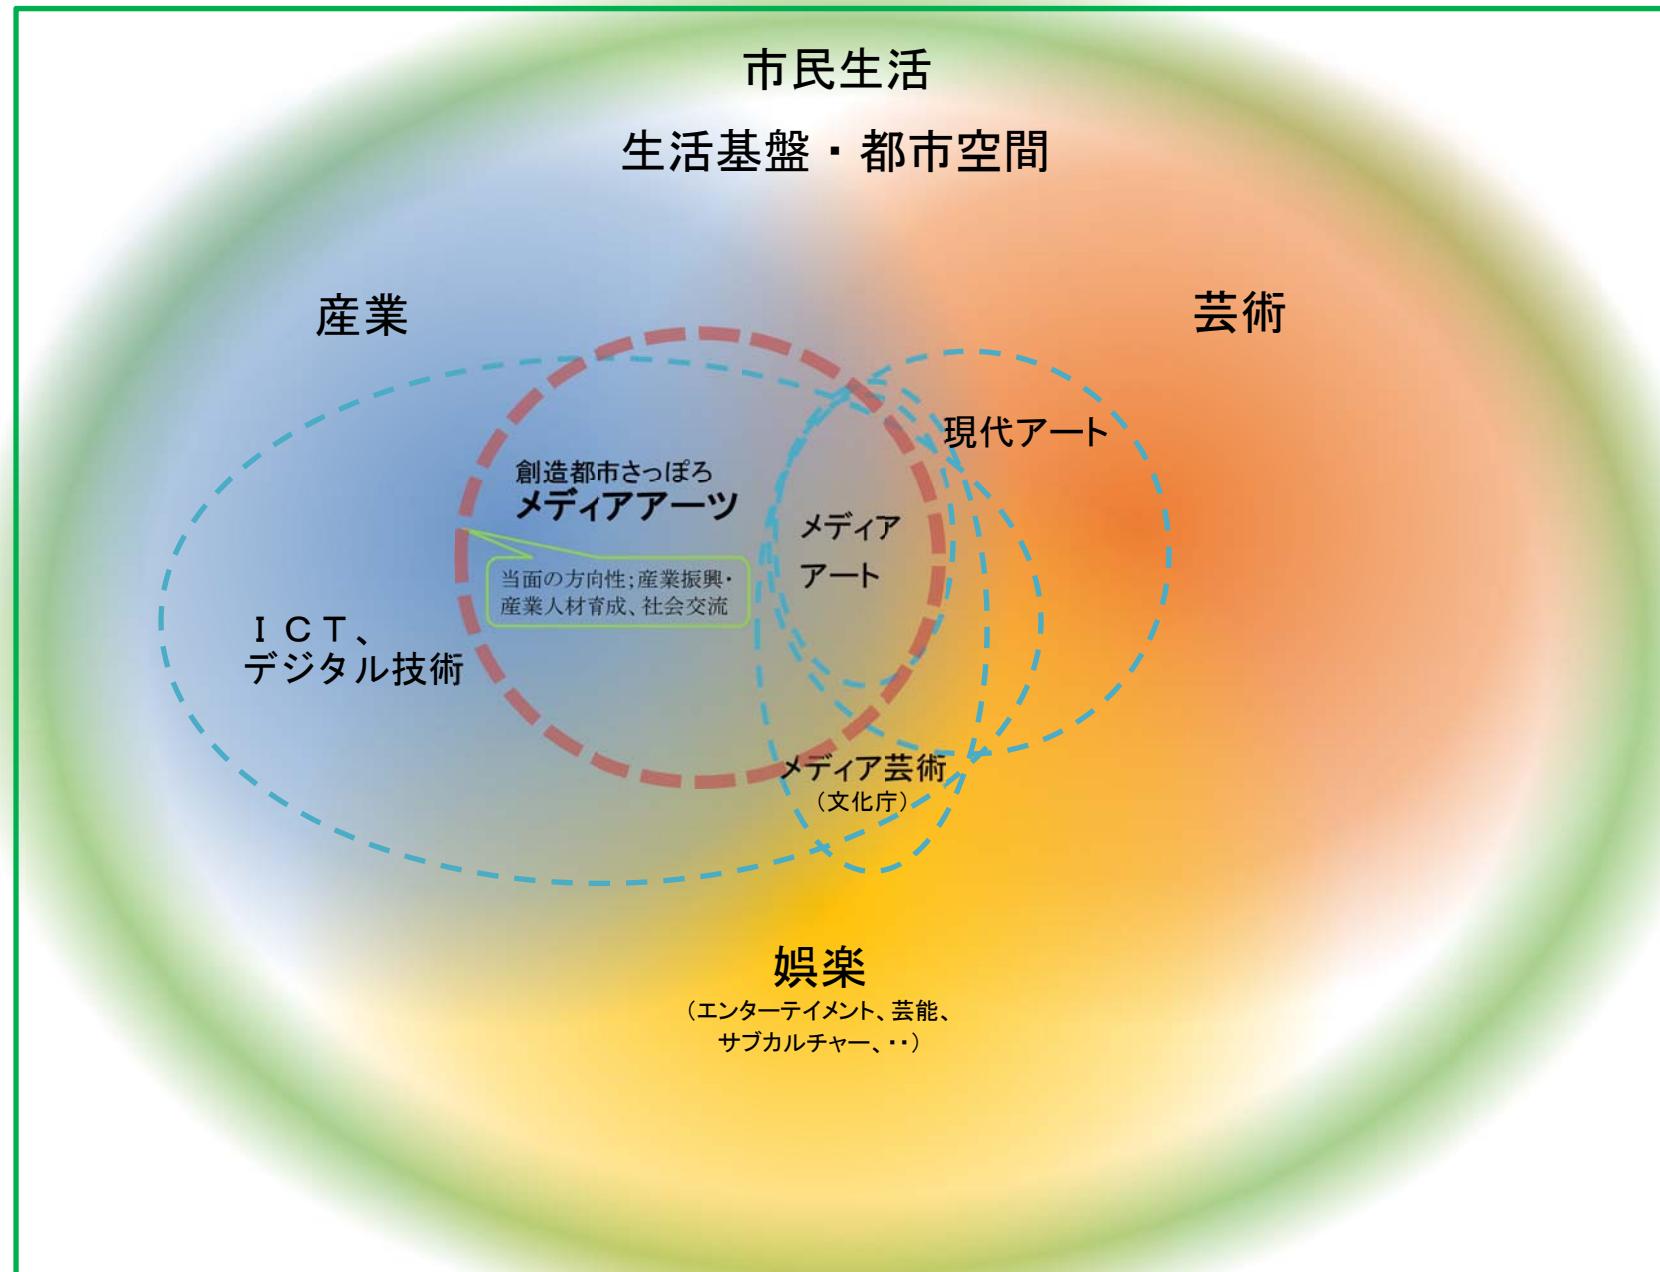 市民生活
生活基盤・都市空間
産業
芸術
現代アート
創造都市さっぽろ
メディアアーツ
メディア
アート
当面の方向性;産業振興・
産業人材育成、社会交流
ＩＣＴ、
デジタル技術
メディア芸術
（文化庁）
娯楽
（エンターテイメント、芸能、
サブカルチャー、・・）